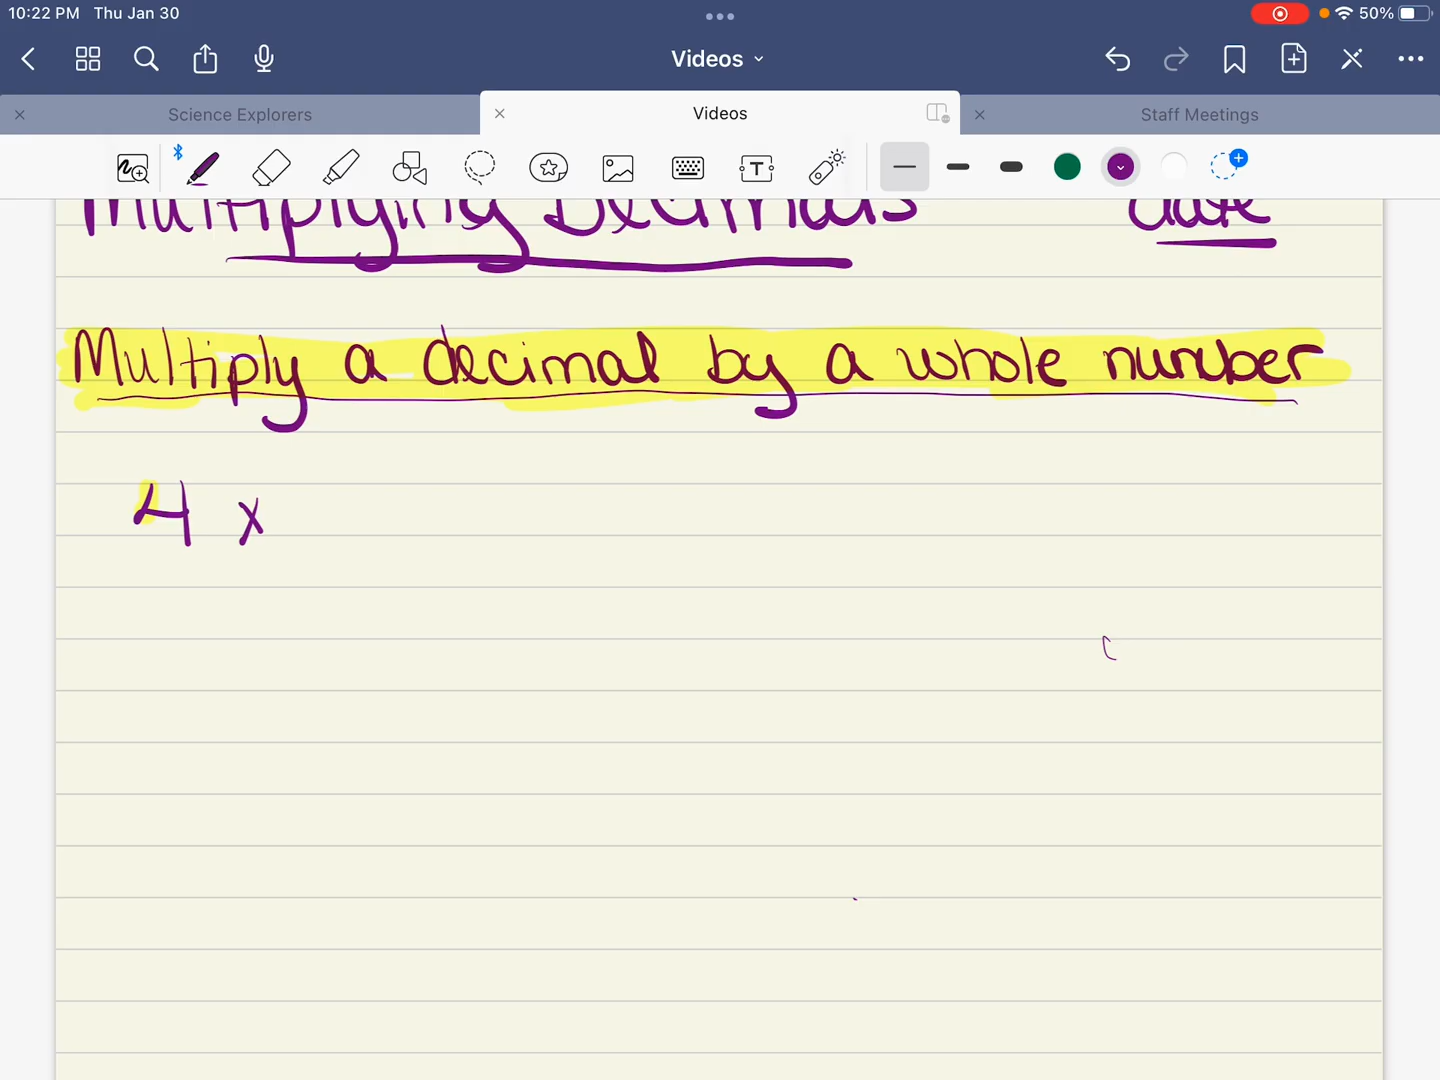 10:22 PM Thu Jan 30
50%
Videos
Science Explorers
Videos
Staff Meetings
T
Multiplying Decimals date
Multiply a decimal by a whole number
4 x